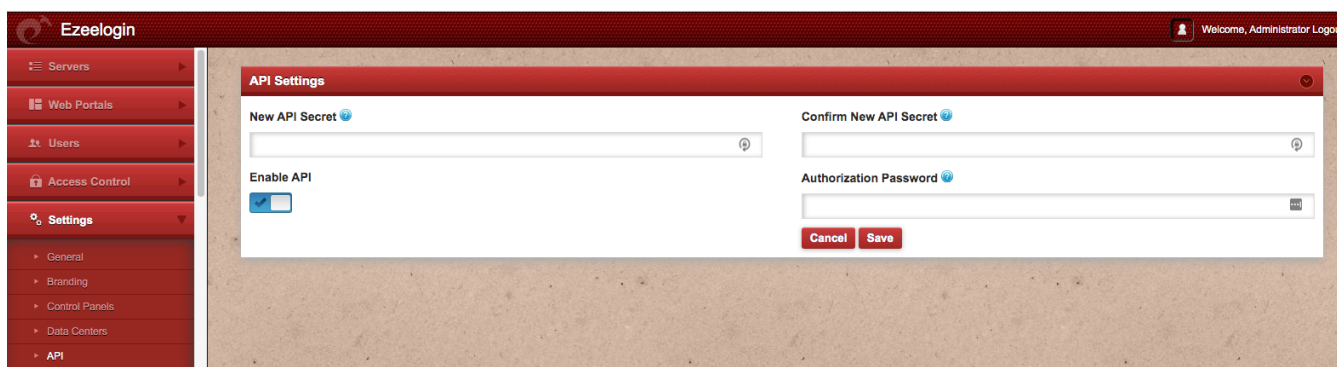 Ezeelogin
Welcome, Administrator Logou
Servers
Web Portals
Users
Access Control
Settings
General
Branding
Control Panels
Data Centers
API
API Settings
New API Secret
Confirm New API Secret
Enable API
Authorization Password
Cancel Save